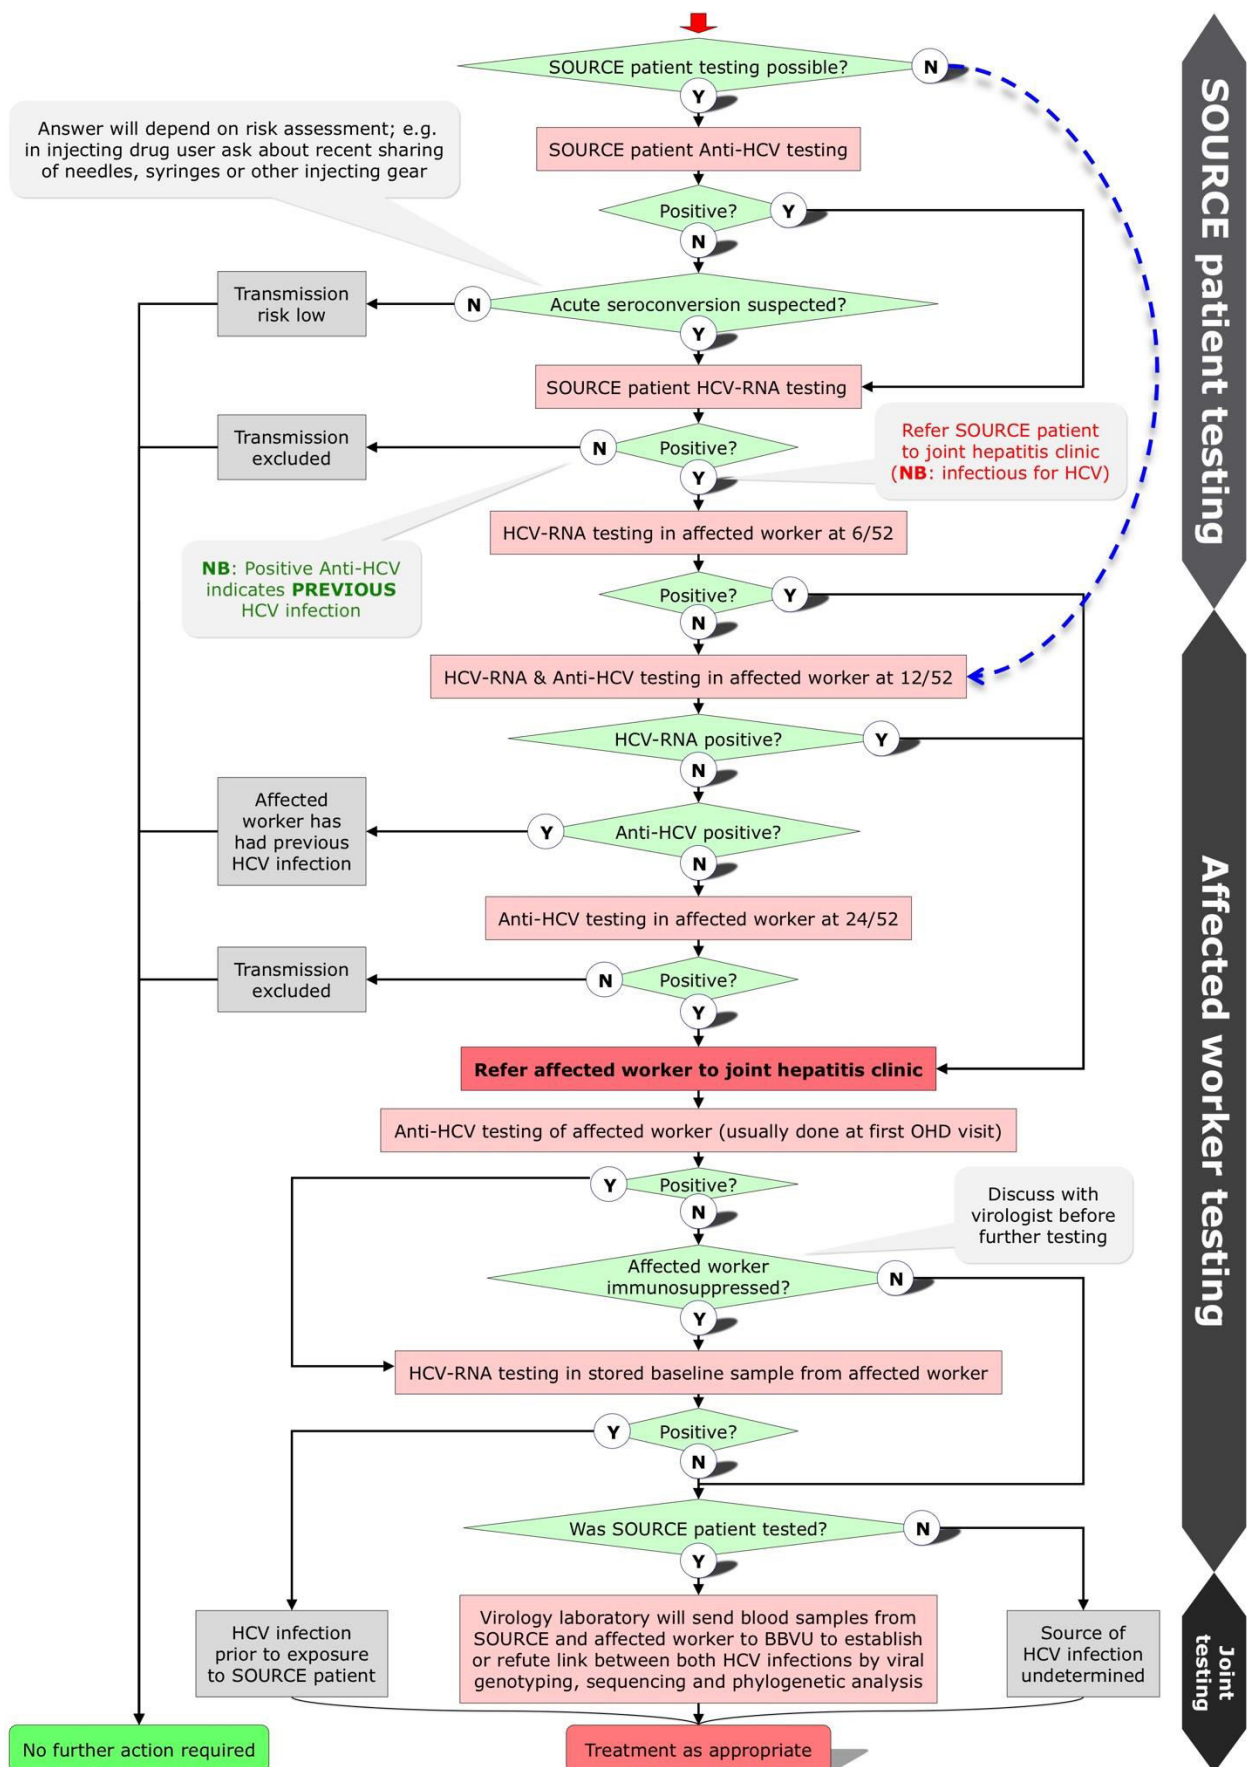 SOURCE patient testing possible?
N
Y
Answer will depend on risk assessment; e.g.
in injecting drug user ask about recent sharing
of needles, syringes or other injecting gear
SOURCE patient Anti-HCV testing
Positive?
Y
N
Transmission
risk low
N
Acute seroconversion suspected?
Y
SOURCE patient HCV-RNA testing
Transmission
excluded
N
Positive?
Y
Refer SOURCE patient
to joint hepatitis clinic
(NB: infectious for HCV)
HCV-RNA testing in affected worker at 6/52
NB: Positive Anti-HCV
indicates PREVIOUS
HCV infection
Positive?
Y
N
HCV-RNA & Anti-HCV testing in affected worker at 12/52
HCV-RNA positive?
Y
N
Affected
worker has
had previous
HCV infection
Y
Anti-HCV positive?
N
Anti-HCV testing in affected worker at 24/52
Transmission
excluded
N
Positive?
Y
Refer affected worker to joint hepatitis clinic
Anti-HCV testing of affected worker (usually done at first OHD visit)
Y
Positive?
N
Discuss with
virologist before
further testing
Affected worker
immunosuppressed?
N
Y
HCV-RNA testing in stored baseline sample from affected worker
Y
Positive?
N
Was SOURCE patient tested?
N
Y
HCV infection
prior to exposure
to SOURCE patient
Virology laboratory will send blood samples from
SOURCE and affected worker to BBVU to establish
or refute link between both HCV infections by viral
genotyping, sequencing and phylogenetic analysis
Source of
HCV infection
undetermined
No further action required
Treatment as appropriate
SOURCE patient testing
Affected worker testing
Joint
testing